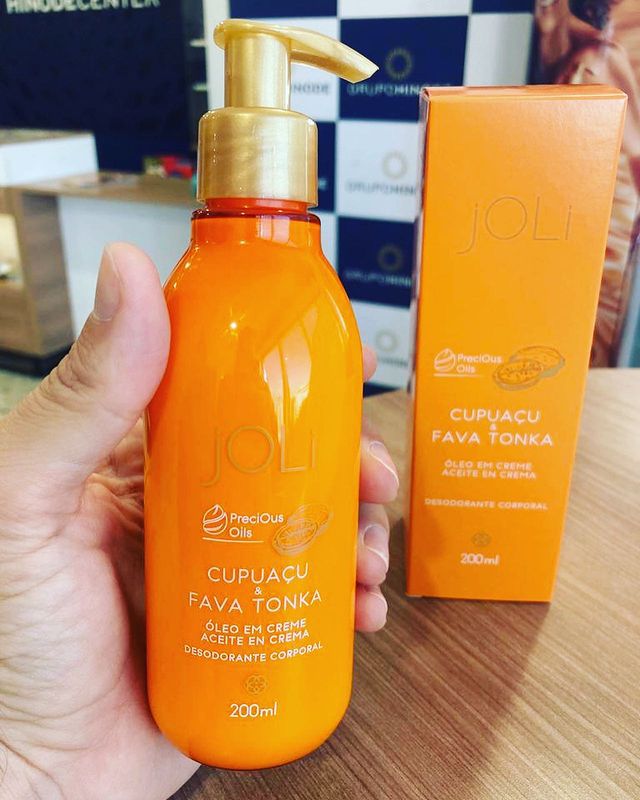 HINODECENTER
GRUPOHINODE
jOLi
PreciOus
Oils
CUPUAÇU
&
FAVA TONKA
ÓLEO EM CREME
ACEITE EN CREMA
DESODORANTE CORPORAL
200ml
jOLi
PreciOus
Oils
CUPUAÇU
&
FAVA TONKA
ÓLEO EM CREME
ACEITE EN CREMA
DESODORANTE CORPORAL
200ml